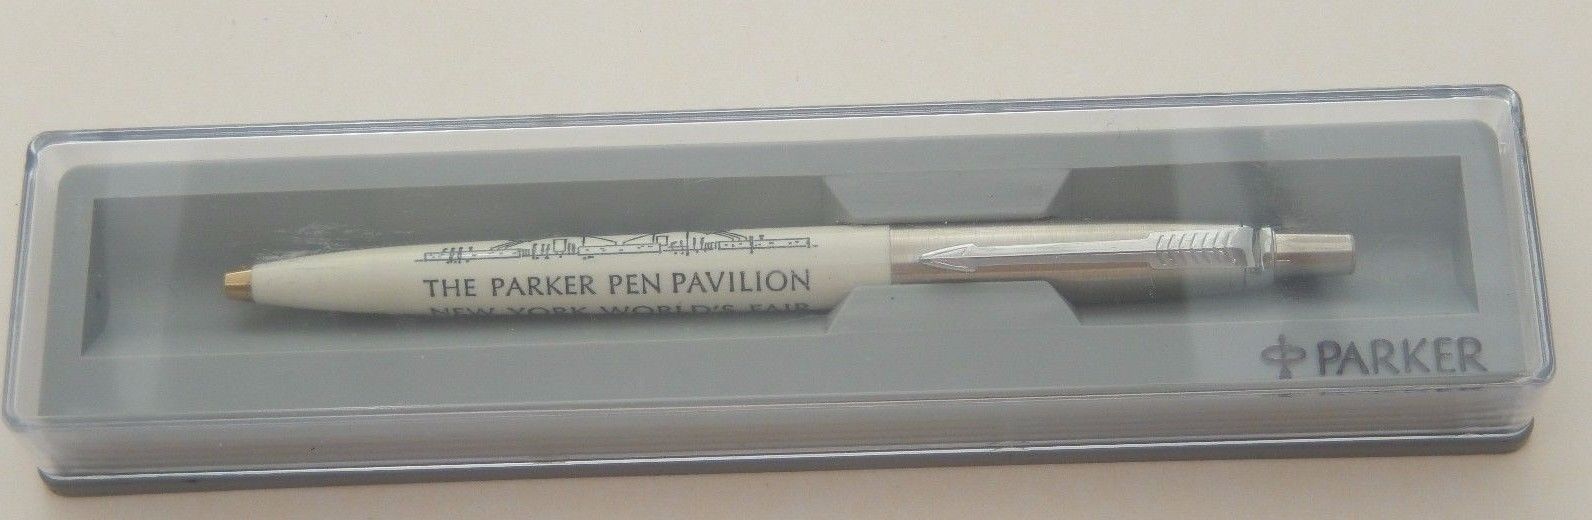 THE PARKER PEN PAVILION
NEW YORK WORLD'S FAIR
PARKER